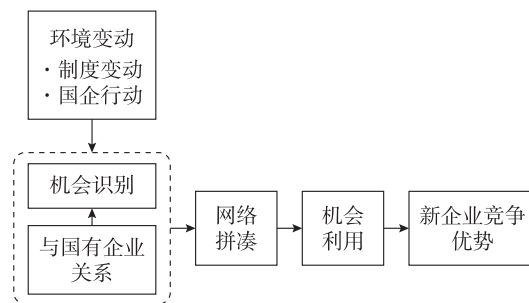 环境变动
· 制度变动
· 国企行动
机会识别
与国有企业
关系
网络
拼凑
机会
利用
新企业竞争
优势